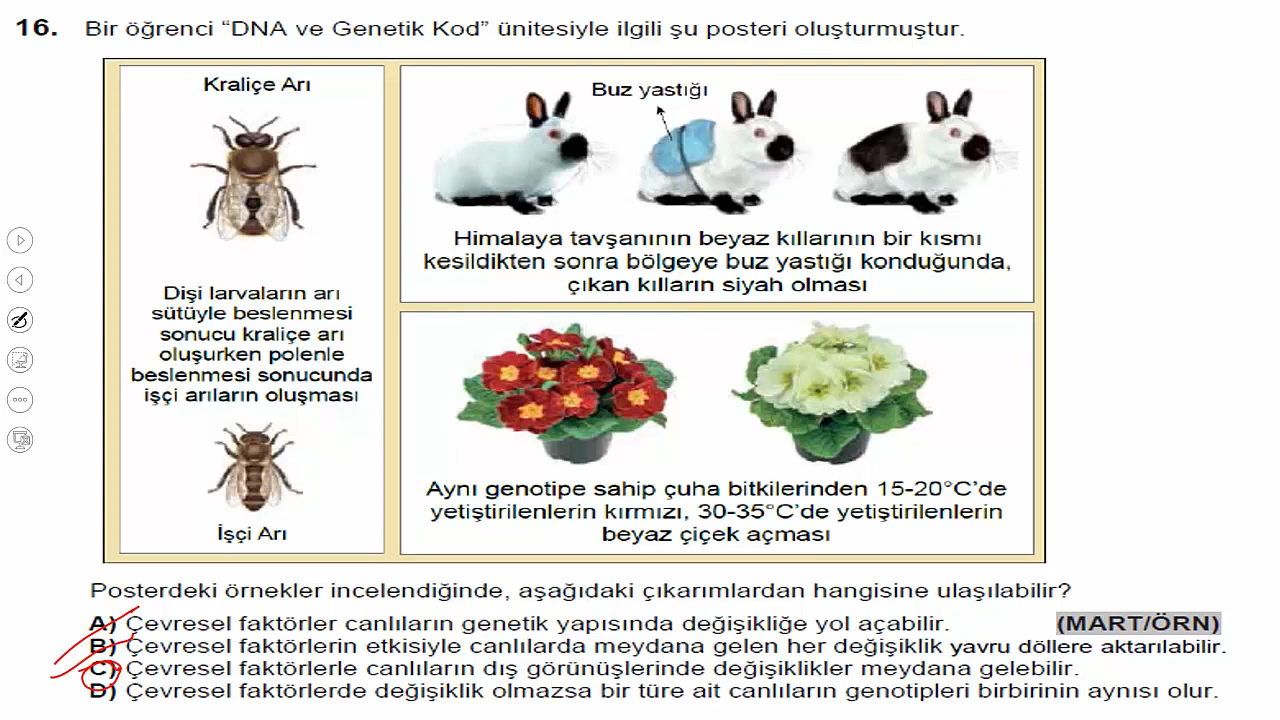 16. Bir öğrenci “DNA ve Genetik Kod” ünitesiyle ilgili şu posteri oluşturmuştur.
Kraliçe Arı
Dişi larvaların arı
sütüyle beslenmesi
sonucu kraliçe arı
oluşurken polenle
beslenmesi sonucunda
işçi arıların oluşması
İşçi Arı
Buz yastığı
Himalaya tavşanının beyaz kıllarının bir kısmı
kesildikten sonra bölgeye buz yastığı konduğunda,
çıkan kılların siyah olması
Aynı genotipe sahip çuha bitkilerinden 15-20°C’de
yetiştirilenlerin kırmızı, 30-35°C’de yetiştirilenlerin
beyaz çiçek açması
Posterdeki örnekler incelendiğinde, aşağıdaki çıkarımlardan hangisine ulaşılabilir?
A) Çevresel faktörler canlıların genetik yapısında değişikliğe yol açabilir. (MART/ÖRN)
B) Çevresel faktörlerin etkisiyle canlılarda meydana gelen her değişiklik yavru döllere aktarılabilir.
C) Çevresel faktörlerle canlıların dış görünüşlerinde değişiklikler meydana gelebilir.
D) Çevresel faktörlerde değişiklik olmazsa bir türe ait canlıların genotipleri birbirinin aynısı olur.